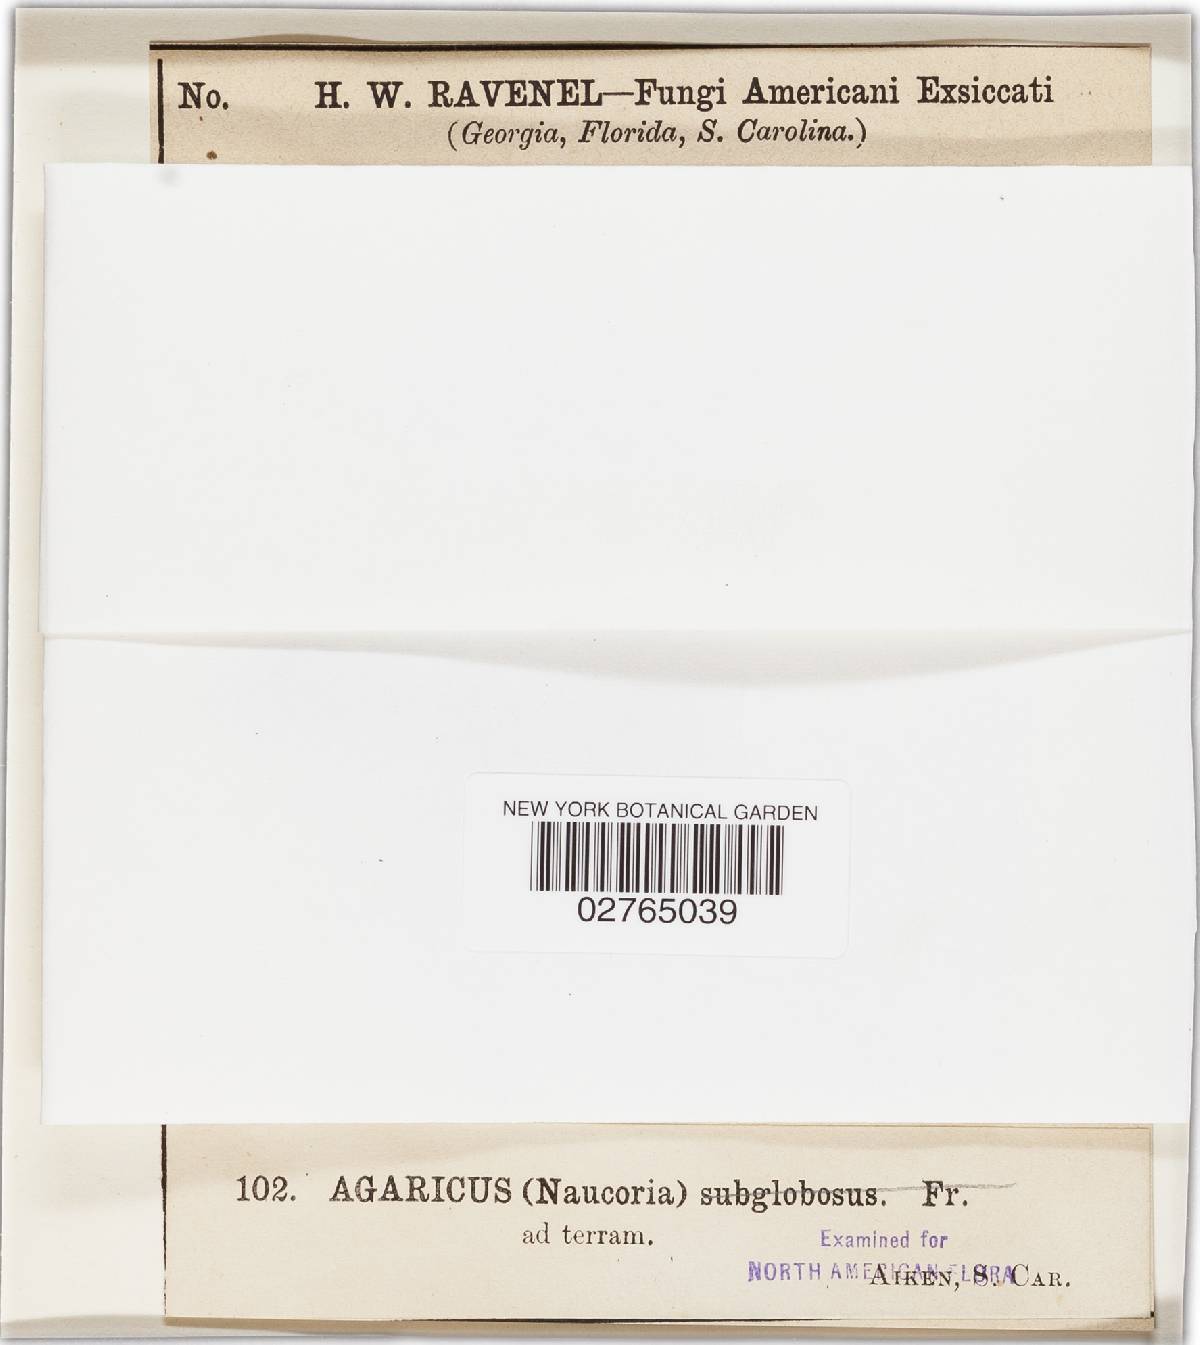 No. H. W. RAVENEL—Fungi Americani Exsiccati
(Georgia, Florida, S. Carolina.)
NEW YORK BOTANICAL GARDEN
02765039
102. AGARICUS (Naucoria) subglobosus. Fr.
ad terram.
Examined for
NORTH AMERICAN FLORA
AIKEN, S. CAR.